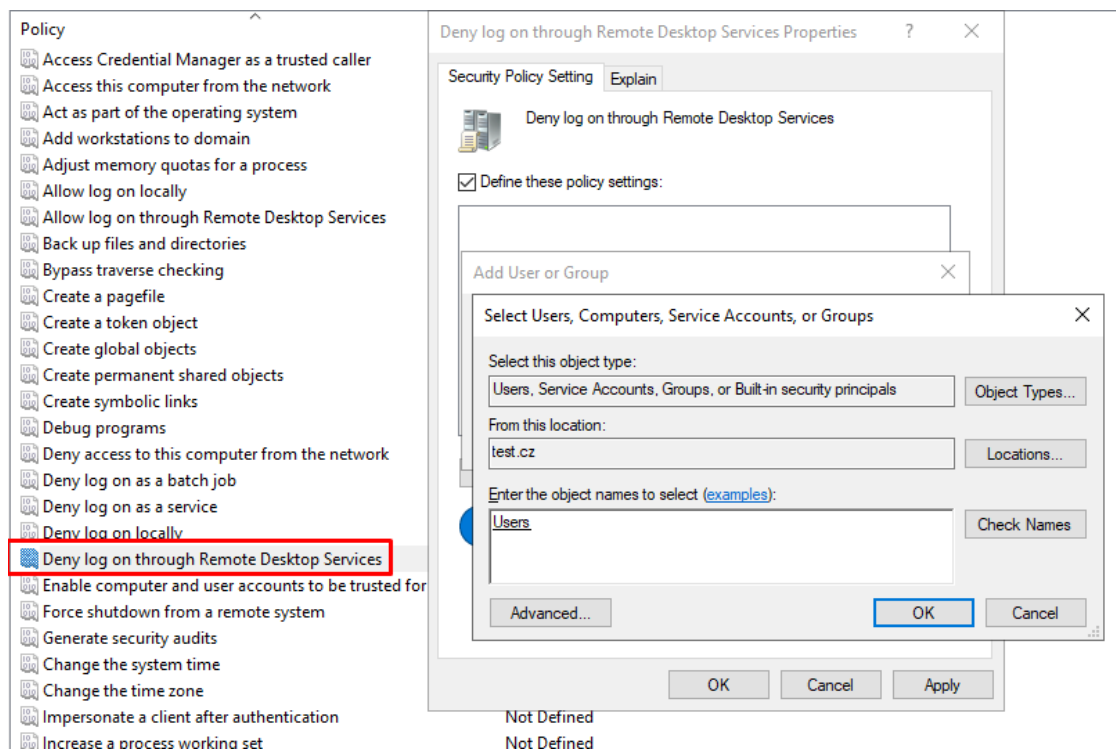 Policy
Access Credential Manager as a trusted caller
Access this computer from the network
Act as part of the operating system
Add workstations to domain
Adjust memory quotas for a process
Allow log on locally
Allow log on through Remote Desktop Services
Back up files and directories
Bypass traverse checking
Create a pagefile
Create a token object
Create global objects
Create permanent shared objects
Create symbolic links
Debug programs
Deny access to this computer from the network
Deny log on as a batch job
Deny log on as a service
Deny log on locally
Deny log on through Remote Desktop Services
Enable computer and user accounts to be trusted for
Force shutdown from a remote system
Generate security audits
Change the system time
Change the time zone
Impersonate a client after authentication Not Defined
Increase a process working set Not Defined
Deny log on through Remote Desktop Services Properties ?
Security Policy Setting Explain
Deny log on through Remote Desktop Services
Define these policy settings:
Add User or Group
Select Users, Computers, Service Accounts, or Groups
Select this object type:
Users, Service Accounts, Groups, or Built-in security principals Object Types...
From this location:
test.cz Locations...
Enter the object names to select (examples):
Users Check Names
Advanced... OK Cancel
OK Cancel Apply